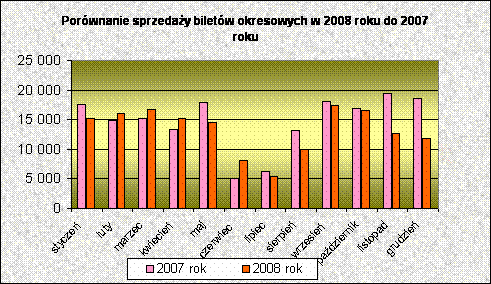 Porównanie sprzedaży biletów okresowych w 2008 roku do 2007
roku
25 000
20 000
15 000
10 000
5 000
0
styczeń
luty
marzec
kwiecień
maj
czerwiec
lipiec
sierpień
wrzesień
październik
listopad
grudzień
2007 rok
2008 rok